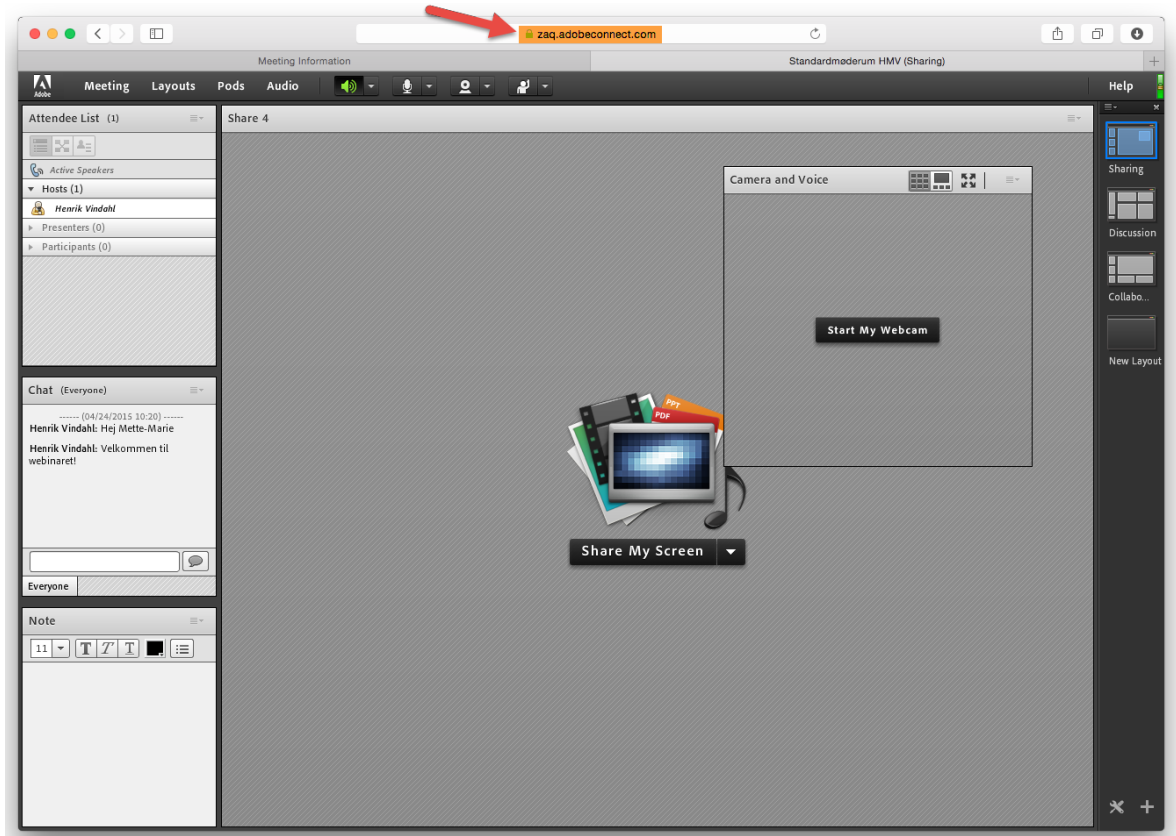 zaq.adobeconnect.com
Meeting Information
Standardmøderum HMV (Sharing)
Adobe
Meeting Layouts Pods Audio
Help
Attendee List (1)
Active Speakers
Hosts (1)
Henrik Vindahl
Presenters (0)
Participants (0)
Chat (Everyone)
------ (04/24/2015 10:20) ------
Henrik Vindahl: Hej Mette-Marie
Henrik Vindahl: Velkommen til
webinaret!
Everyone
Note
11 T T T
Share 4
Camera and Voice
Start My Webcam
PPT
PDF
Share My Screen
Sharing
Discussion
Collabo...
New Layout